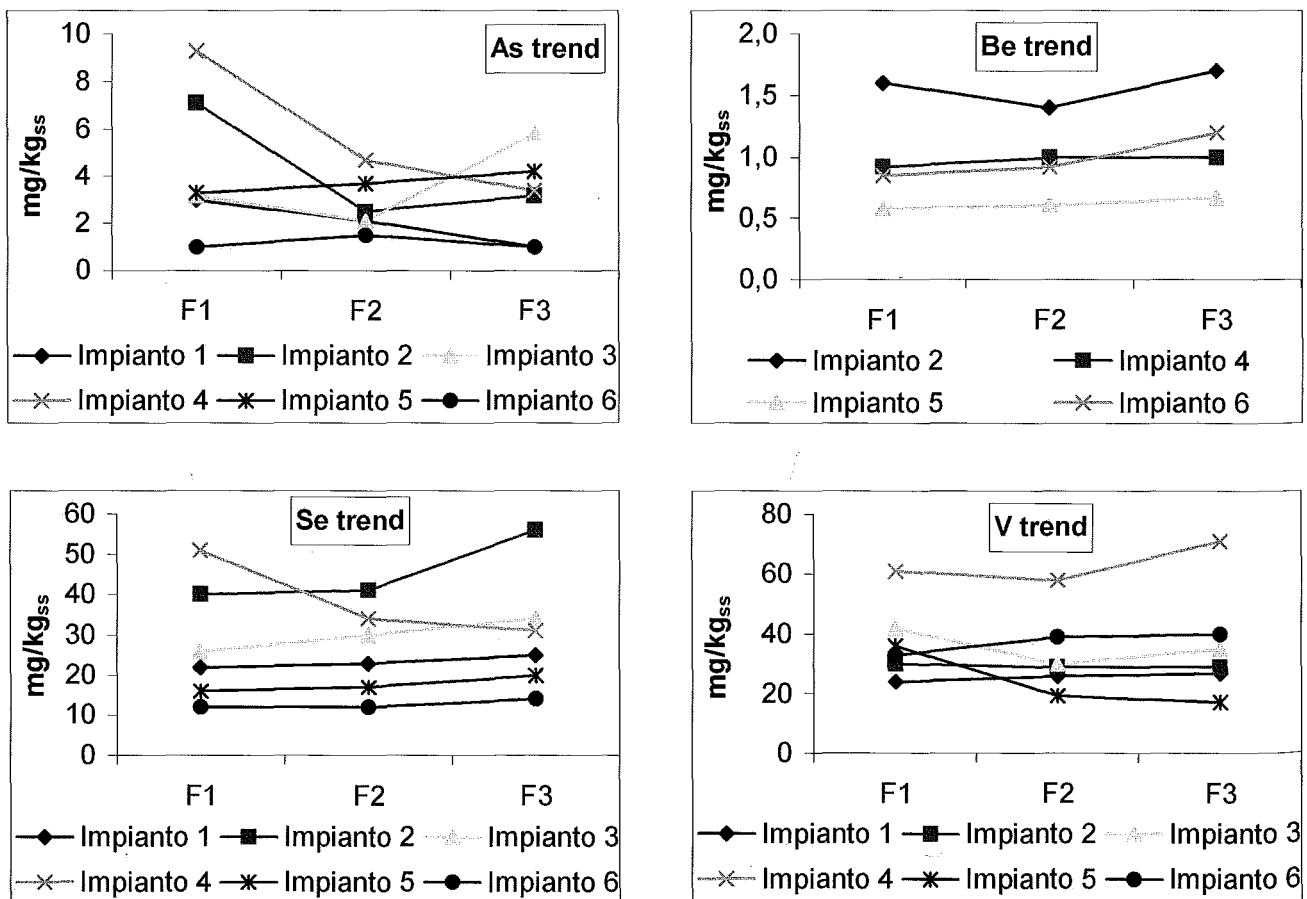 As trend
10
8
6
4
2
0
mg/kgss
F1 F2 F3
Impianto 1 Impianto 2 Impianto 3
Impianto 4 Impianto 5 Impianto 6
Be trend
2,0
1,5
1,0
0,5
0,0
mg/kgss
F1 F2 F3
Impianto 2 Impianto 4
Impianto 5 Impianto 6
Se trend
60
50
40
30
20
10
0
mg/kgss
F1 F2 F3
Impianto 1 Impianto 2 Impianto 3
Impianto 4 Impianto 5 Impianto 6
V trend
80
60
40
20
0
mg/kgss
F1 F2 F3
Impianto 1 Impianto 2 Impianto 3
Impianto 4 Impianto 5 Impianto 6